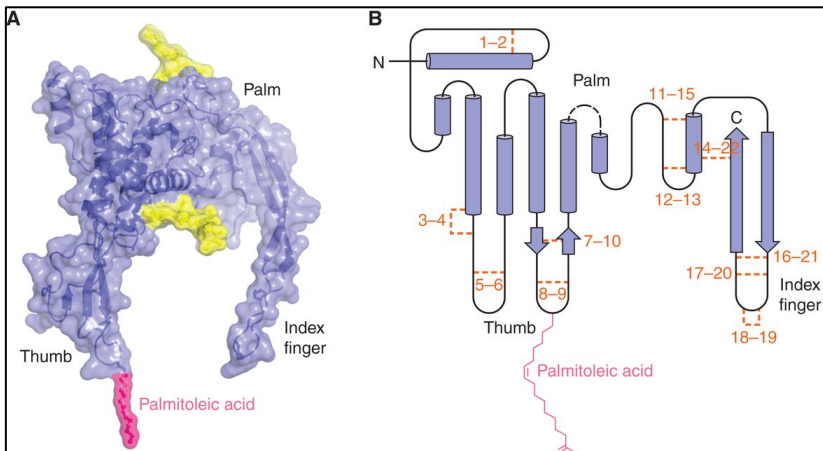 A
Palm
Thumb
Index
finger
Palmitoleic acid
B
N
1–2
Palm
11–15
C
14–22
12–13
3–4
7–10
5–6
8–9
16–21
17–20
Index
finger
18–19
Thumb
Palmitoleic acid